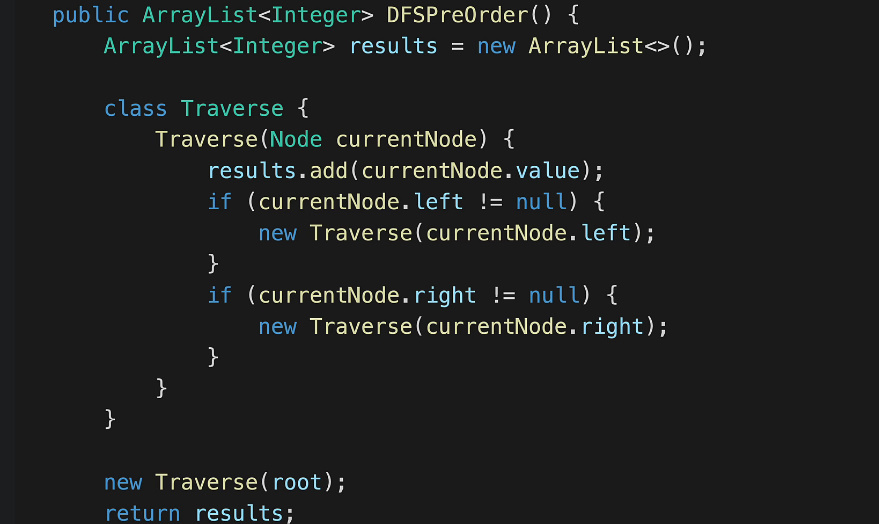 public ArrayList<Integer> DFSPreOrder() {
    ArrayList<Integer> results = new ArrayList<>();

    class Traverse {
        Traverse(Node currentNode) {
            results.add(currentNode.value);
            if (currentNode.left != null) {
                new Traverse(currentNode.left);
            }
            if (currentNode.right != null) {
                new Traverse(currentNode.right);
            }
        }
    }

    new Traverse(root);
    return results;